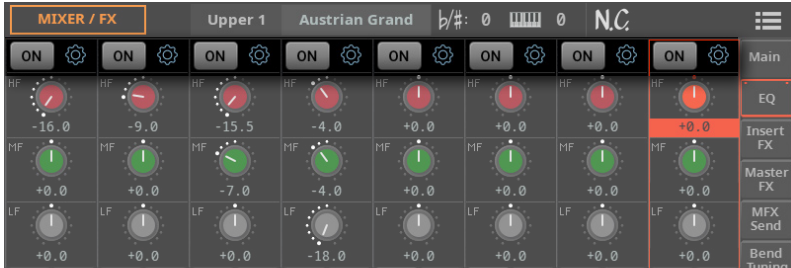 MIXER / FX Upper 1 Austrian Grand b/#: 0 0 N.C.
ON ON ON ON ON ON ON ON Main
HF HF HF HF HF HF HF HF EQ
-16.0 -9.0 -15.5 -4.0 +0.0 +0.0 +0.0 +0.0
Insert
FX
MF MF MF MF MF MF MF MF
+0.0 +0.0 -7.0 -4.0 +0.0 +0.0 +0.0 +0.0
Master
FX
LF LF LF LF LF LF LF LF
MFX
Send
+0.0 +0.0 +0.0 -18.0 +0.0 +0.0 +0.0 +0.0
Bend
Tuning